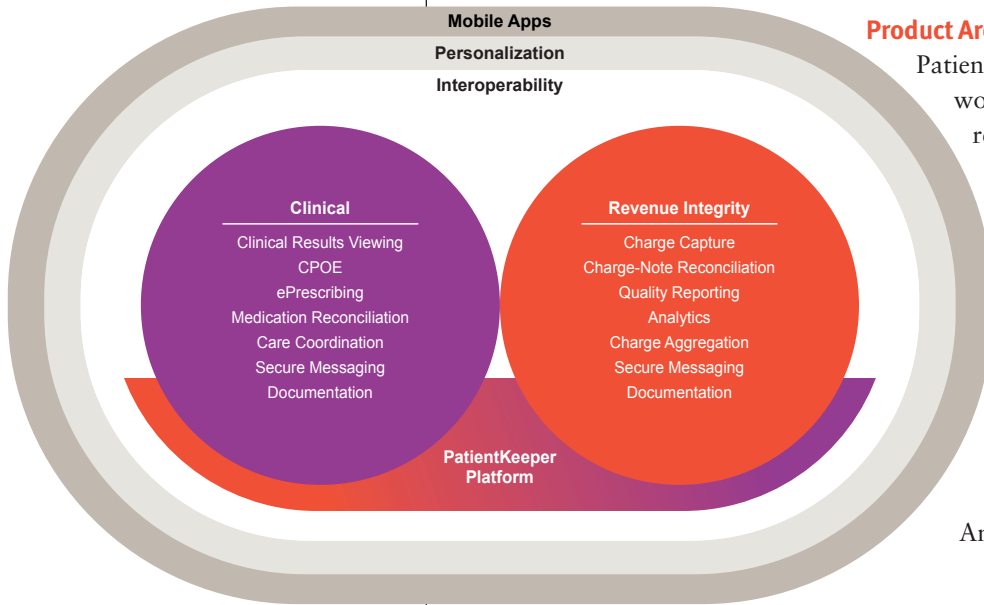 Mobile Apps
Personalization
Interoperability
Clinical
Clinical Results Viewing
CPOE
ePrescribing
Medication Reconciliation
Care Coordination
Secure Messaging
Documentation
Revenue Integrity
Charge Capture
Charge-Note Reconciliation
Quality Reporting
Analytics
Charge Aggregation
Secure Messaging
Documentation
PatientKeeper
Platform
Product